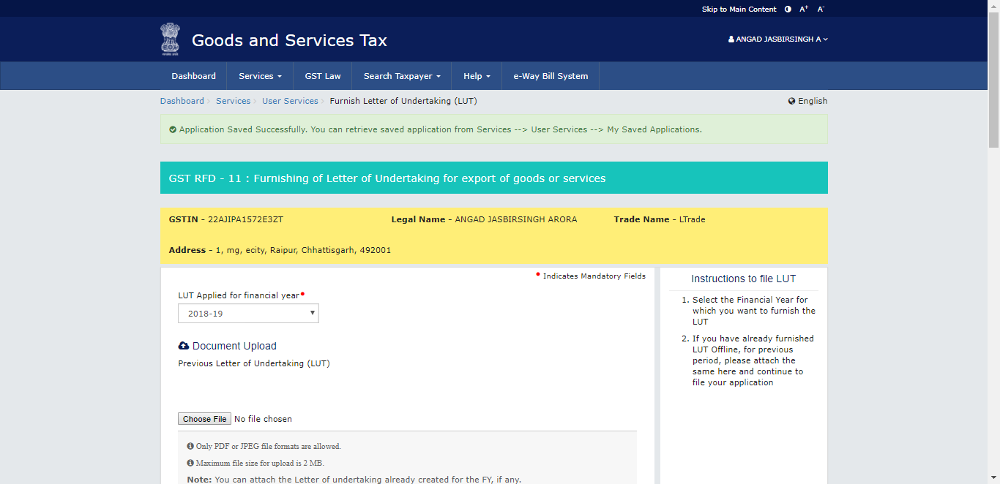 Skip to Main Content A+ A-
Goods and Services Tax
ANGAD JASBIRSINGH A
Dashboard Services GST Law Search Taxpayer Help e-Way Bill System
Dashboard Services User Services Furnish Letter of Undertaking (LUT)
English
Application Saved Successfully. You can retrieve saved application from Services --> User Services --> My Saved Applications.
GST RFD - 11 : Furnishing of Letter of Undertaking for export of goods or services
GSTIN - 22AJIPA1572E3ZT Legal Name - ANGAD JASBIRSINGH ARORA Trade Name - LTrade
Address - 1, mg, ecity, Raipur, Chhattisgarh, 492001
• Indicates Mandatory Fields
LUT Applied for financial year•
2018-19
Document Upload
Previous Letter of Undertaking (LUT)
Choose File No file chosen
Only PDF or JPEG file formats are allowed.
Maximum file size for upload is 2 MB.
Note: You can attach the Letter of undertaking already created for the FY, if any.
Instructions to file LUT
1. Select the Financial Year for
which you want to furnish the
LUT
2. If you have already furnished
LUT Offline, for previous
period, please attach the
same here and continue to
file your application